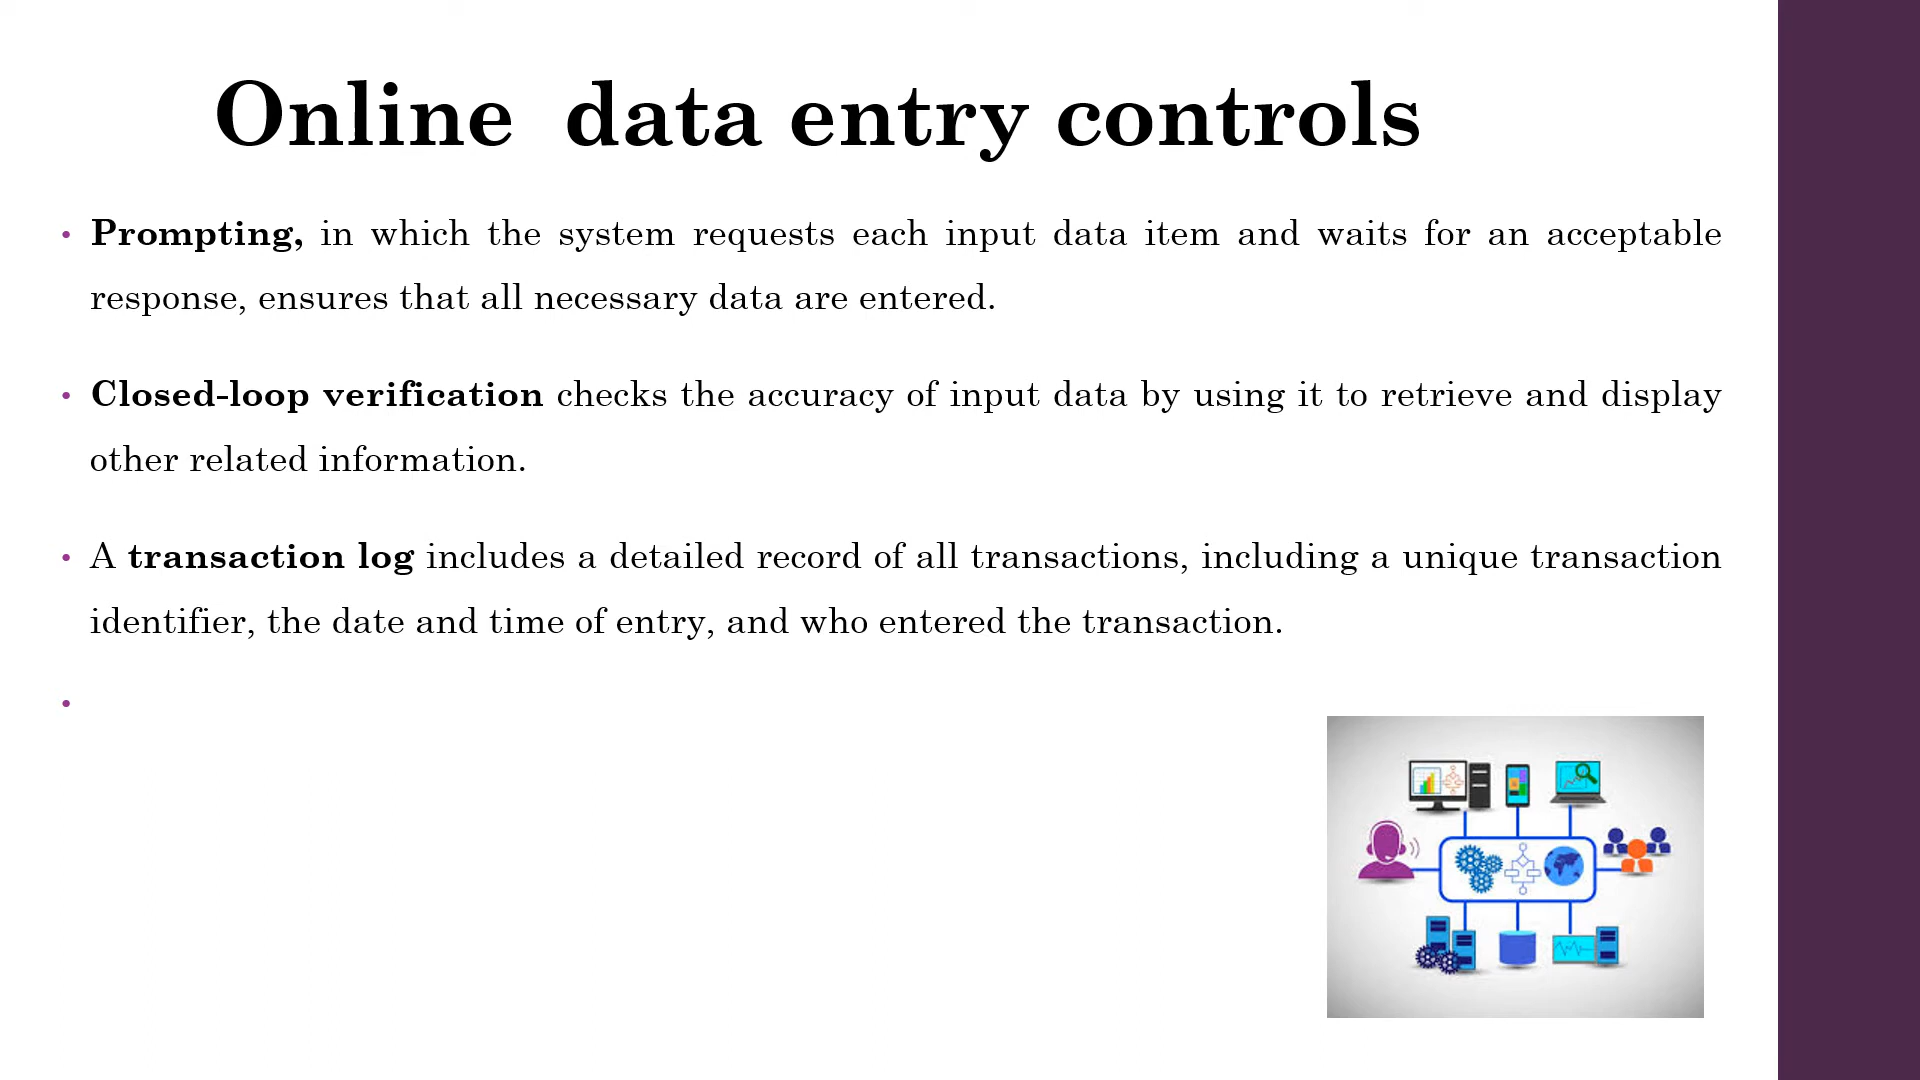 Online  data entry controls
• Prompting, in which the system requests each input data item and waits for an acceptable
response, ensures that all necessary data are entered.
• Closed-loop verification checks the accuracy of input data by using it to retrieve and display
other related information.
• A transaction log includes a detailed record of all transactions, including a unique transaction
identifier, the date and time of entry, and who entered the transaction.
•